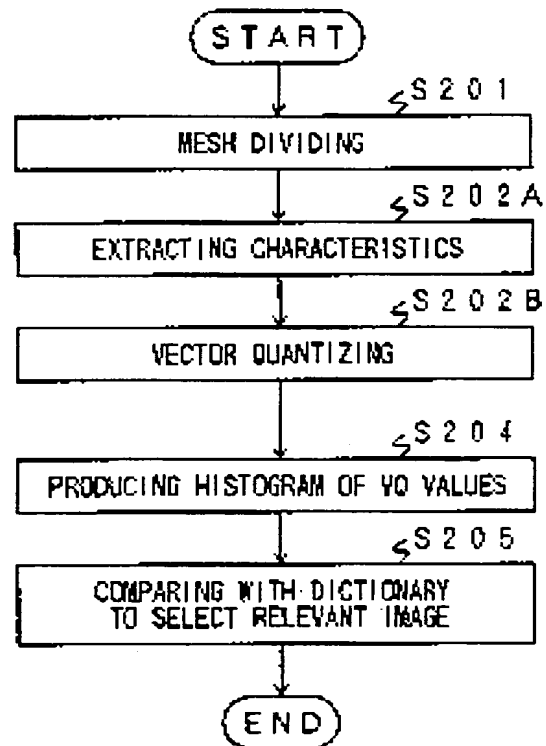 START
S201
MESH DIVIDING
S202A
EXTRACTING CHARACTERISTICS
S202B
VECTOR QUANTIZING
S204
PRODUCING HISTOGRAM OF VQ VALUES
S205
COMPARING WITH DICTIONARY
TO SELECT RELEVANT IMAGE
END